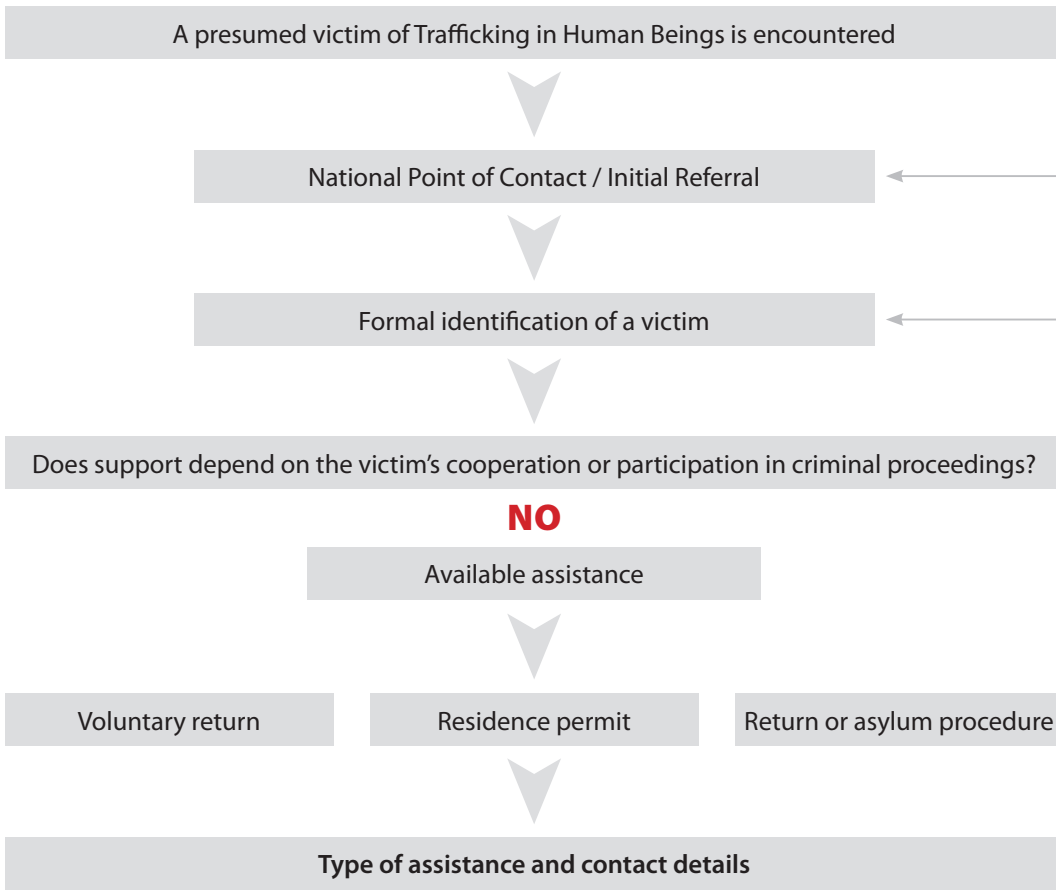 A presumed victim of Trafficking in Human Beings is encountered
National Point of Contact / Initial Referral
Formal identification of a victim
Does support depend on the victim’s cooperation or participation in criminal proceedings?
NO
Available assistance
Voluntary return
Residence permit
Return or asylum procedure
Type of assistance and contact details